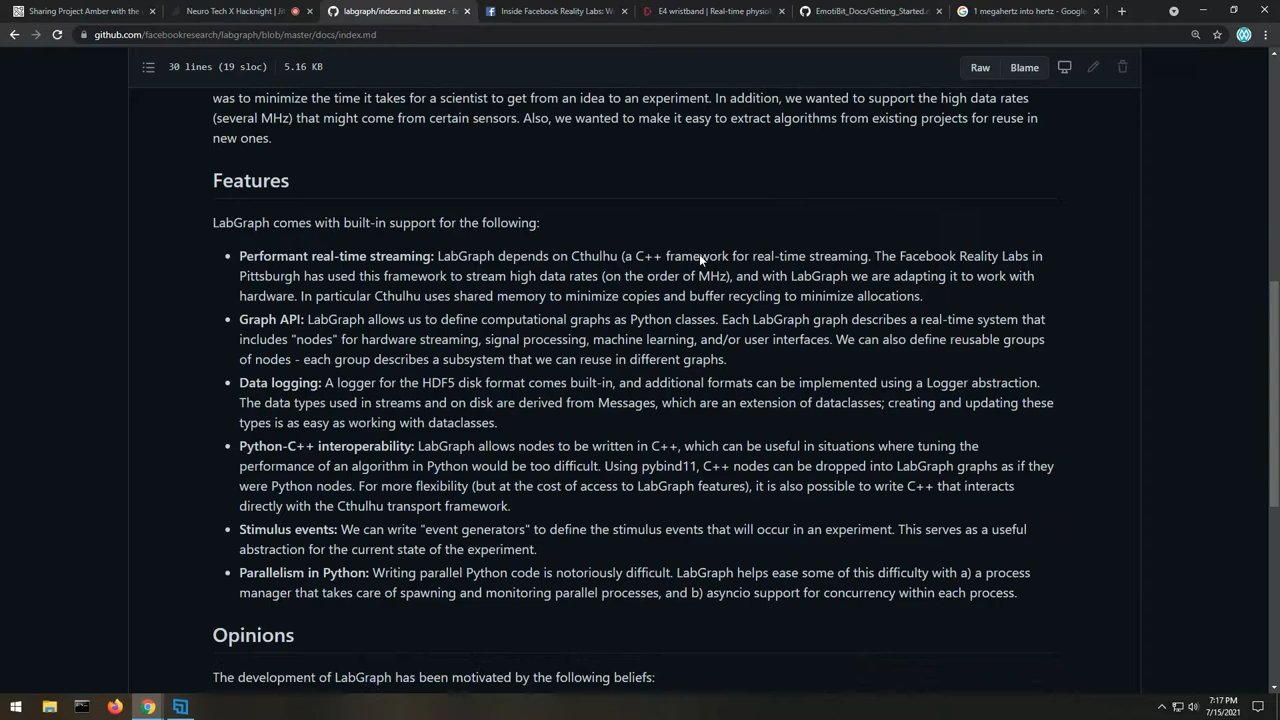 Sharing Project Amber with the
Neuro Tech X Hacknight | Jit
labgraph/index.md at master · fa
Inside Facebook Reality Labs: W
E4 wristband | Real-time physiol
EmotiBit_Docs/Getting_Started.m
1 megahertz into hertz - Google
github.com/facebookresearch/labgraph/blob/master/docs/index.md
30 lines (19 sloc) 5.16 KB
Raw
Blame
was to minimize the time it takes for a scientist to get from an idea to an experiment. In addition, we wanted to support the high data rates
(several MHz) that might come from certain sensors. Also, we wanted to make it easy to extract algorithms from existing projects for reuse in
new ones.
Features
LabGraph comes with built-in support for the following:
• Performant real-time streaming: LabGraph depends on Cthulhu (a C++ framework for real-time streaming. The Facebook Reality Labs in
Pittsburgh has used this framework to stream high data rates (on the order of MHz), and with LabGraph we are adapting it to work with
hardware. In particular Cthulhu uses shared memory to minimize copies and buffer recycling to minimize allocations.
• Graph API: LabGraph allows us to define computational graphs as Python classes. Each LabGraph graph describes a real-time system that
includes "nodes" for hardware streaming, signal processing, machine learning, and/or user interfaces. We can also define reusable groups
of nodes - each group describes a subsystem that we can reuse in different graphs.
• Data logging: A logger for the HDF5 disk format comes built-in, and additional formats can be implemented using a Logger abstraction.
The data types used in streams and on disk are derived from Messages, which are an extension of dataclasses; creating and updating these
types is as easy as working with dataclasses.
• Python-C++ interoperability: LabGraph allows nodes to be written in C++, which can be useful in situations where tuning the
performance of an algorithm in Python would be too difficult. Using pybind11, C++ nodes can be dropped into LabGraph graphs as if they
were Python nodes. For more flexibility (but at the cost of access to LabGraph features), it is also possible to write C++ that interacts
directly with the Cthulhu transport framework.
• Stimulus events: We can write "event generators" to define the stimulus events that will occur in an experiment. This serves as a useful
abstraction for the current state of the experiment.
• Parallelism in Python: Writing parallel Python code is notoriously difficult. LabGraph helps ease some of this difficulty with a) a process
manager that takes care of spawning and monitoring parallel processes, and b) asyncio support for concurrency within each process.
Opinions
The development of LabGraph has been motivated by the following beliefs:
7:17 PM
7/15/2021